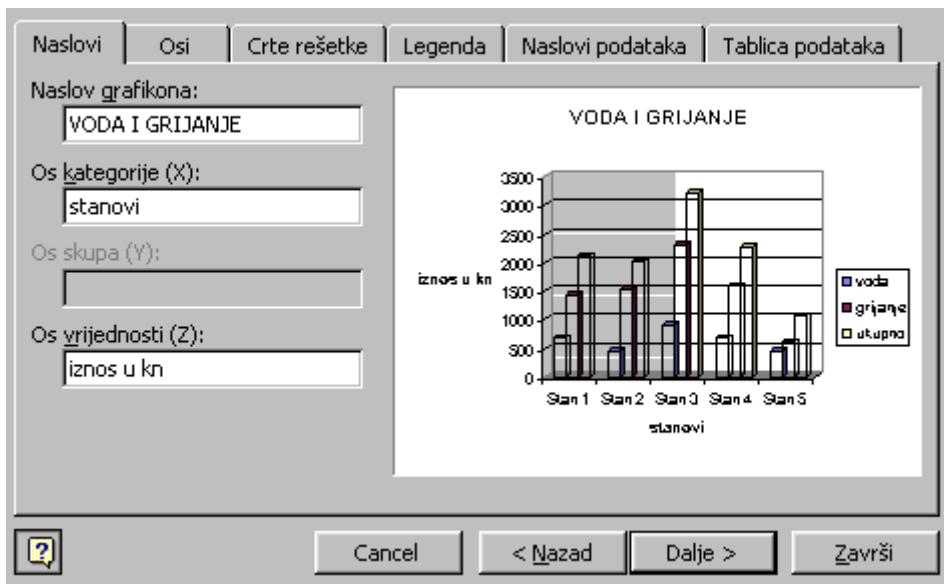 Naslovi Osi Crte rešetke Legenda Naslovi podataka Tablica podataka
Naslov grafikona:
VODA I GRIJANJE
Os kategorije (X):
stanovi
Os skupa (Y):
Os vrijednosti (Z):
iznos u kn
VODA I GRIJANJE
3500
3000
2500
2000
1500
1000
500
0
iznos u kn
Stan 1 Stan 2 Stan 3 Stan 4 Stan 5
stanovi
voda
grijanje
ukupno
Cancel < Nazad Dalje > Završi